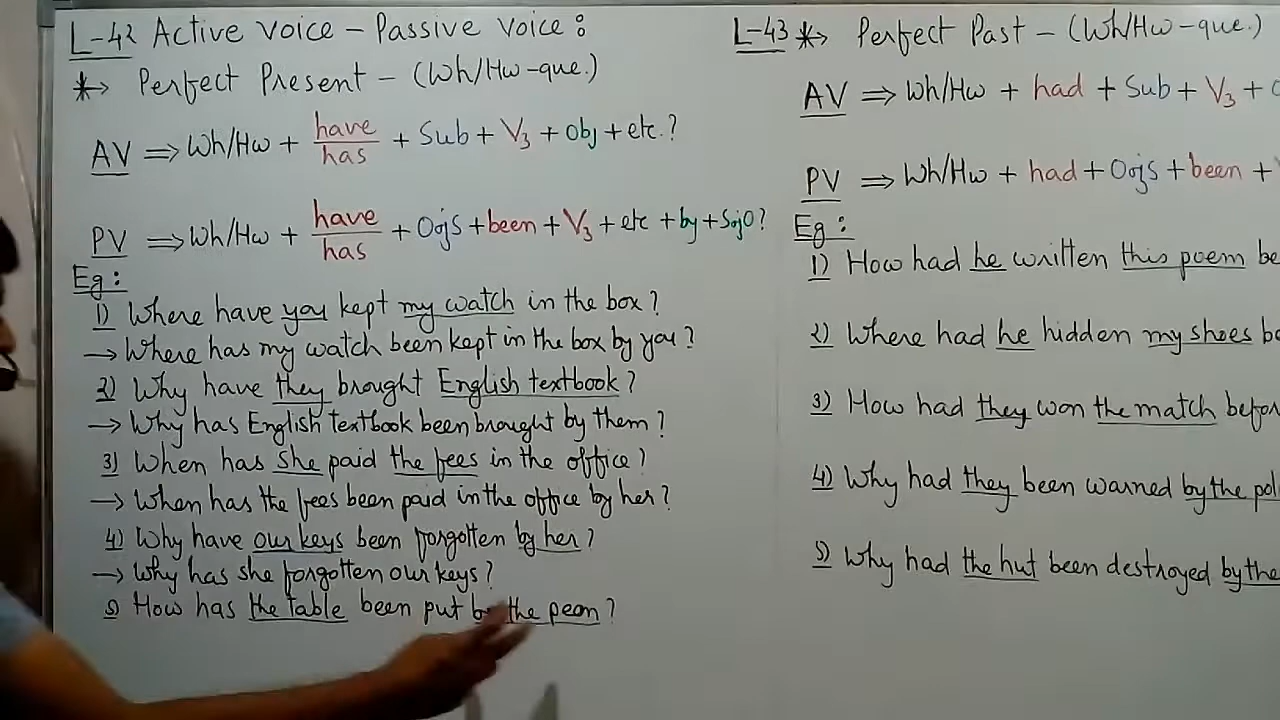 L-42 Active Voice – Passive Voice :
* → Perfect Present – (Wh/Hw-que.)
AV ⇒ Wh/Hw + have/has + Sub + V3 + Obj + etc.?
PV ⇒ Wh/Hw + have/has + OojS + been + V3 + etc + by + SojO?
Eg :
1) Where have you kept my watch in the box?
→ Where has my watch been kept in the box by you?
2) Why have they brought English textbook?
→ Why has English textbook been brought by them?
3) When has she paid the fees in the office?
→ When has the fees been paid in the office by her?
4) Why have our keys been forgotten by her?
→ Why has she forgotten our keys?
5) How has the table been put the peon?
L-43 * → Perfect Past – (Wh/Hw-que.)
AV ⇒ Wh/Hw + had + Sub + V3 +
PV ⇒ Wh/Hw + had + OojS + been +
Eg :
1) How had he written this poem be
2) Where had he hidden my shoes
3) How had they won the match befor
4) Why had they been warned by the pol
5) Why had the hut been destroyed by the